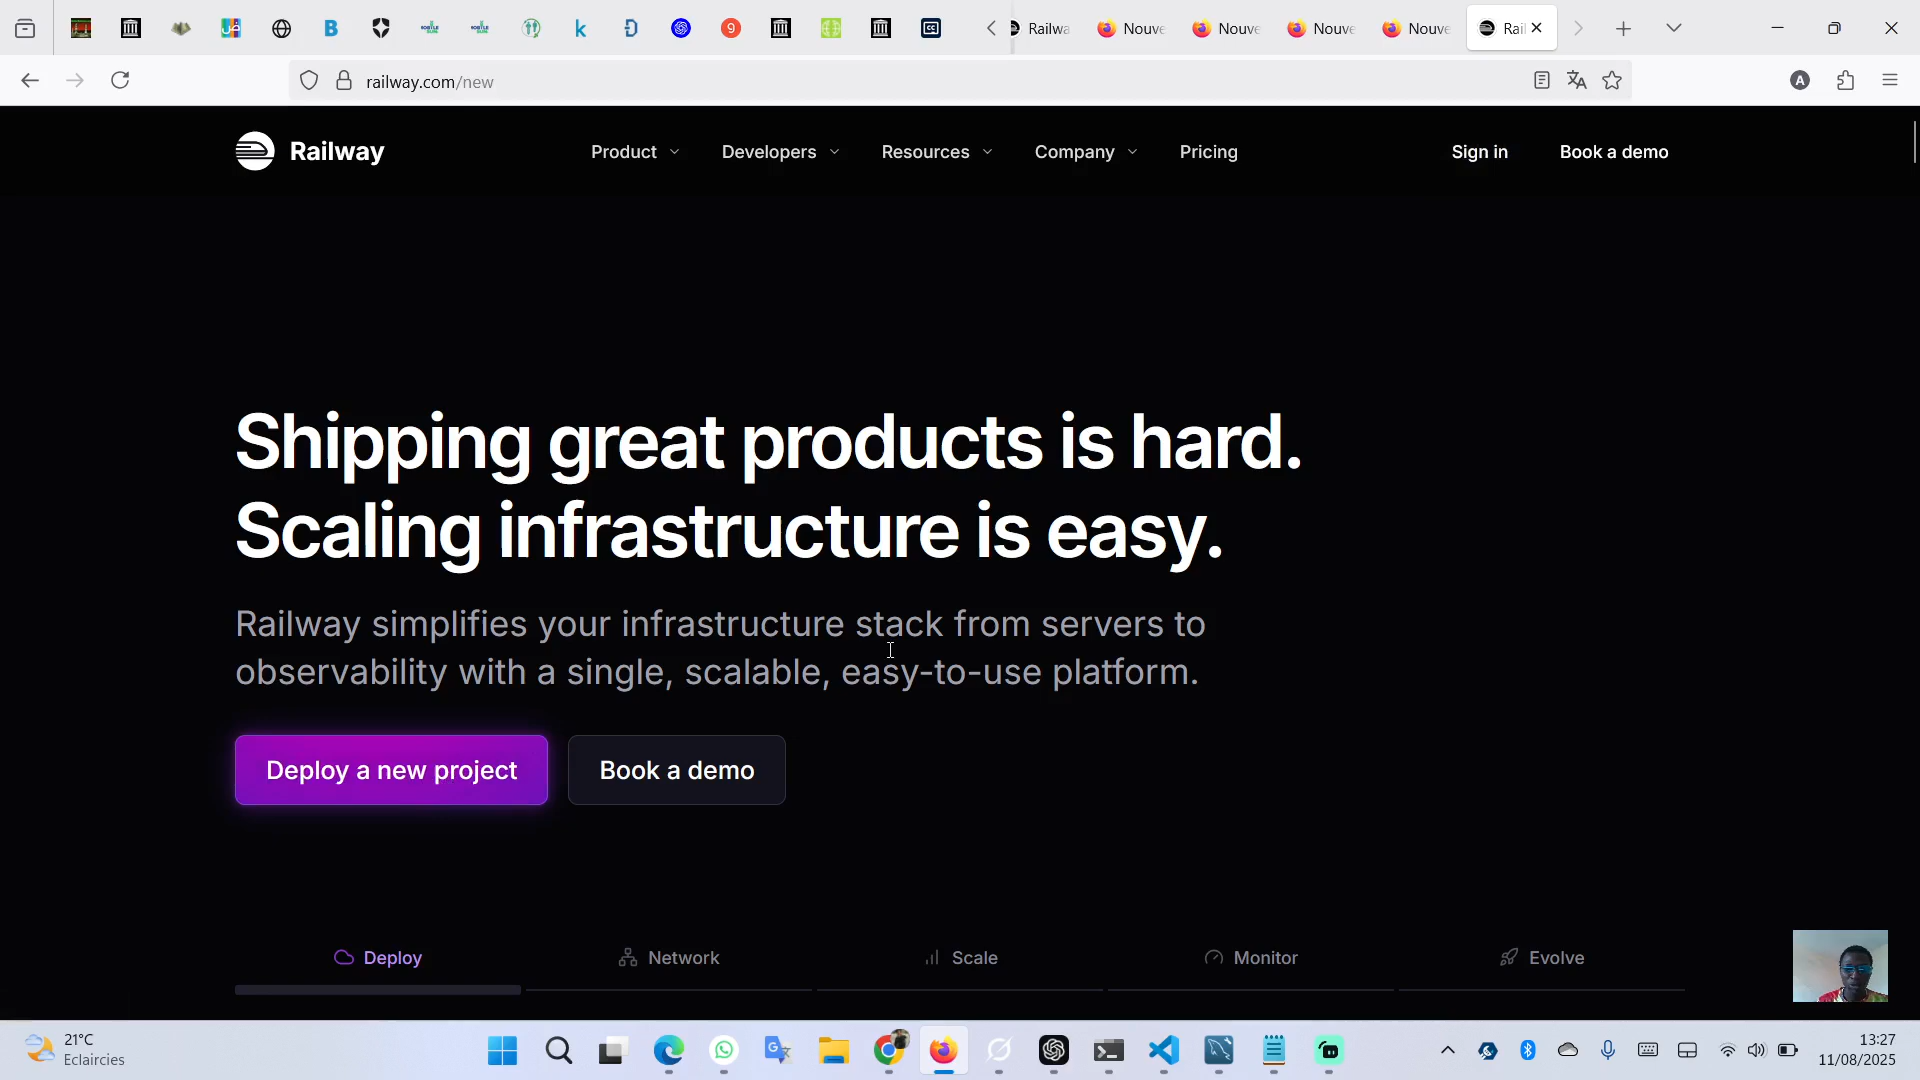 Railwa
Nouve
Nouve
Nouve
Nouve
Rail
railway.com/new
A
Railway
Product
Developers
Resources
Company
Pricing
Sign in
Book a demo
Shipping great products is hard.
Scaling infrastructure is easy.
Railway simplifies your infrastructure stack from servers to
observability with a single, scalable, easy-to-use platform.
Deploy a new project
Book a demo
Deploy
Network
Scale
Monitor
Evolve
21°C
Eclaircies
13:27
11/08/2025